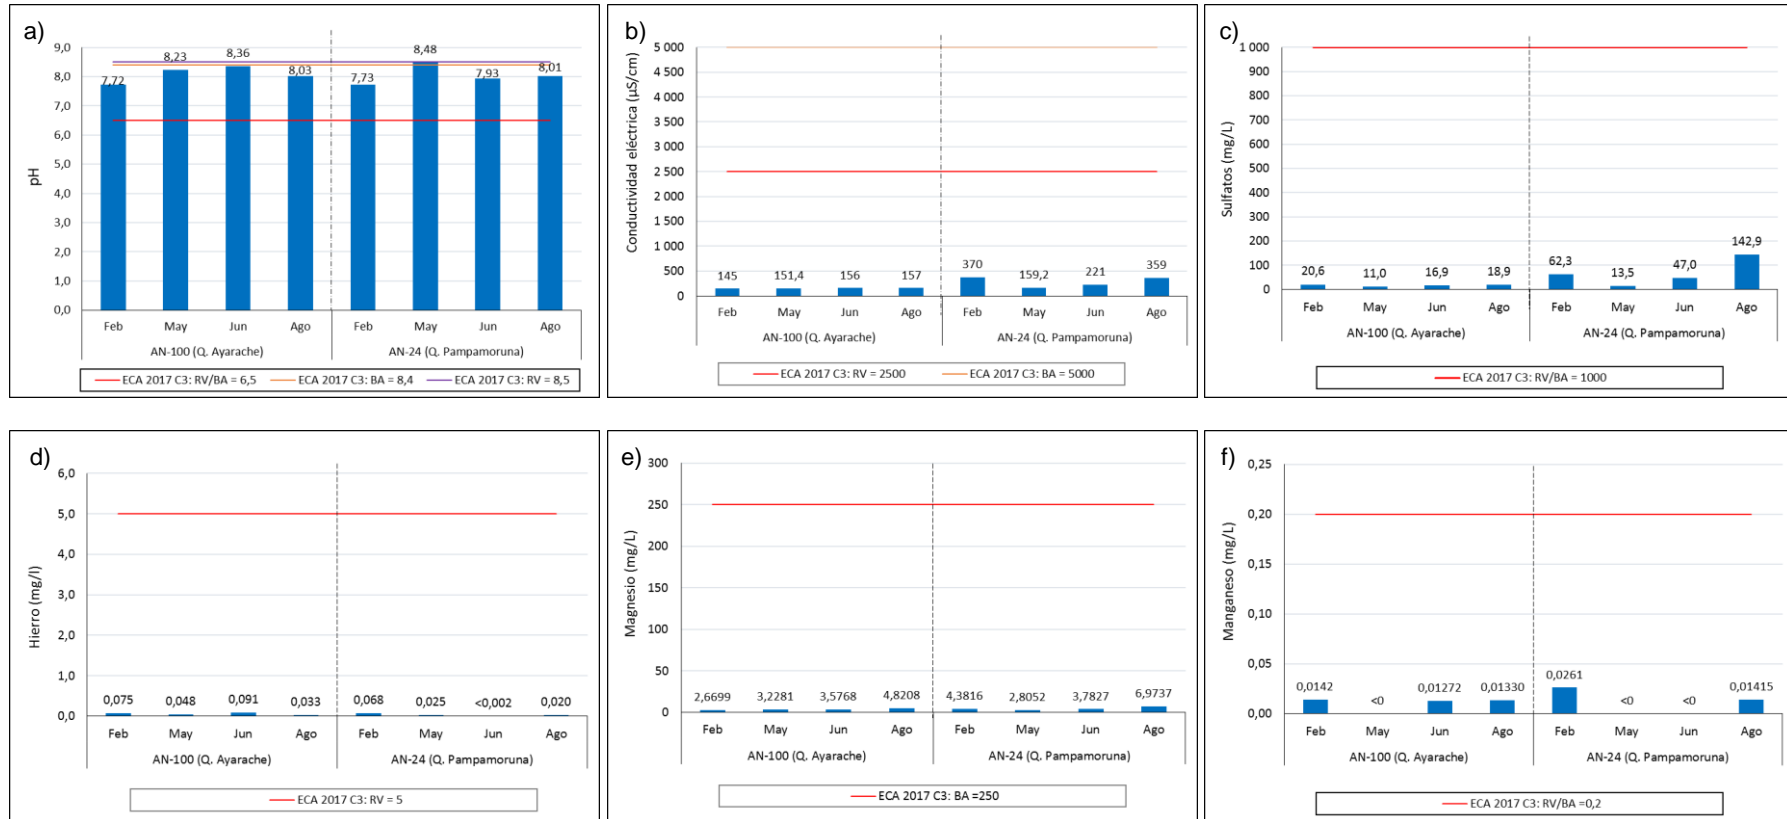 a)
9,0
8,0
7,0
6,0
5,0
4,0
3,0
2,0
1,0
0,0
pH
7,72 8,23 8,36 8,03 7,73 8,48 7,93 8,01
Feb May Jun Ago Feb May Jun Ago
AN-100 (Q. Ayarache) AN-24 (Q. Pampamoruna)
ECA 2017 C3: RV/BA = 6,5 ECA 2017 C3: BA = 8,4 ECA 2017 C3: RV = 8,5
b)
5 000
4 500
4 000
3 500
3 000
2 500
2 000
1 500
1 000
500
0
Conductividad eléctrica (µS/cm)
145 151,4 156 157 370 159,2 221 359
Feb May Jun Ago Feb May Jun Ago
AN-100 (Q. Ayarache) AN-24 (Q. Pampamoruna)
ECA 2017 C3: RV = 2500 ECA 2017 C3: BA = 5000
c)
1 000
900
800
700
600
500
400
300
200
100
0
Sulfatos (mg/L)
20,6 11,0 16,9 18,9 62,3 13,5 47,0 142,9
Feb May Jun Ago Feb May Jun Ago
AN-100 (Q. Ayarache) AN-24 (Q. Pampamoruna)
ECA 2017 C3: RV/BA = 1000
d)
6,0
5,0
4,0
3,0
2,0
1,0
0,0
Hierro (mg/l)
0,075 0,048 0,091 0,033 0,068 0,025 <0,002 0,020
Feb May Jun Ago Feb May Jun Ago
AN-100 (Q. Ayarache) AN-24 (Q. Pampamoruna)
ECA 2017 C3: RV = 5
e)
300
250
200
150
100
50
0
Magnesio (mg/L)
2,6699 3,2281 3,5768 4,8208 4,3816 2,8052 3,7827 6,9737
Feb May Jun Ago Feb May Jun Ago
AN-100 (Q. Ayarache) AN-24 (Q. Pampamoruna)
ECA 2017 C3: BA =250
f)
0,25
0,20
0,15
0,10
0,05
0,00
Manganeso (mg/L)
0,0142 <0 0,01272 0,01330 0,0261 <0 <0 0,01415
Feb May Jun Ago Feb May Jun Ago
AN-100 (Q. Ayarache) AN-24 (Q. Pampamoruna)
ECA 2017 C3: RV/BA =0,2